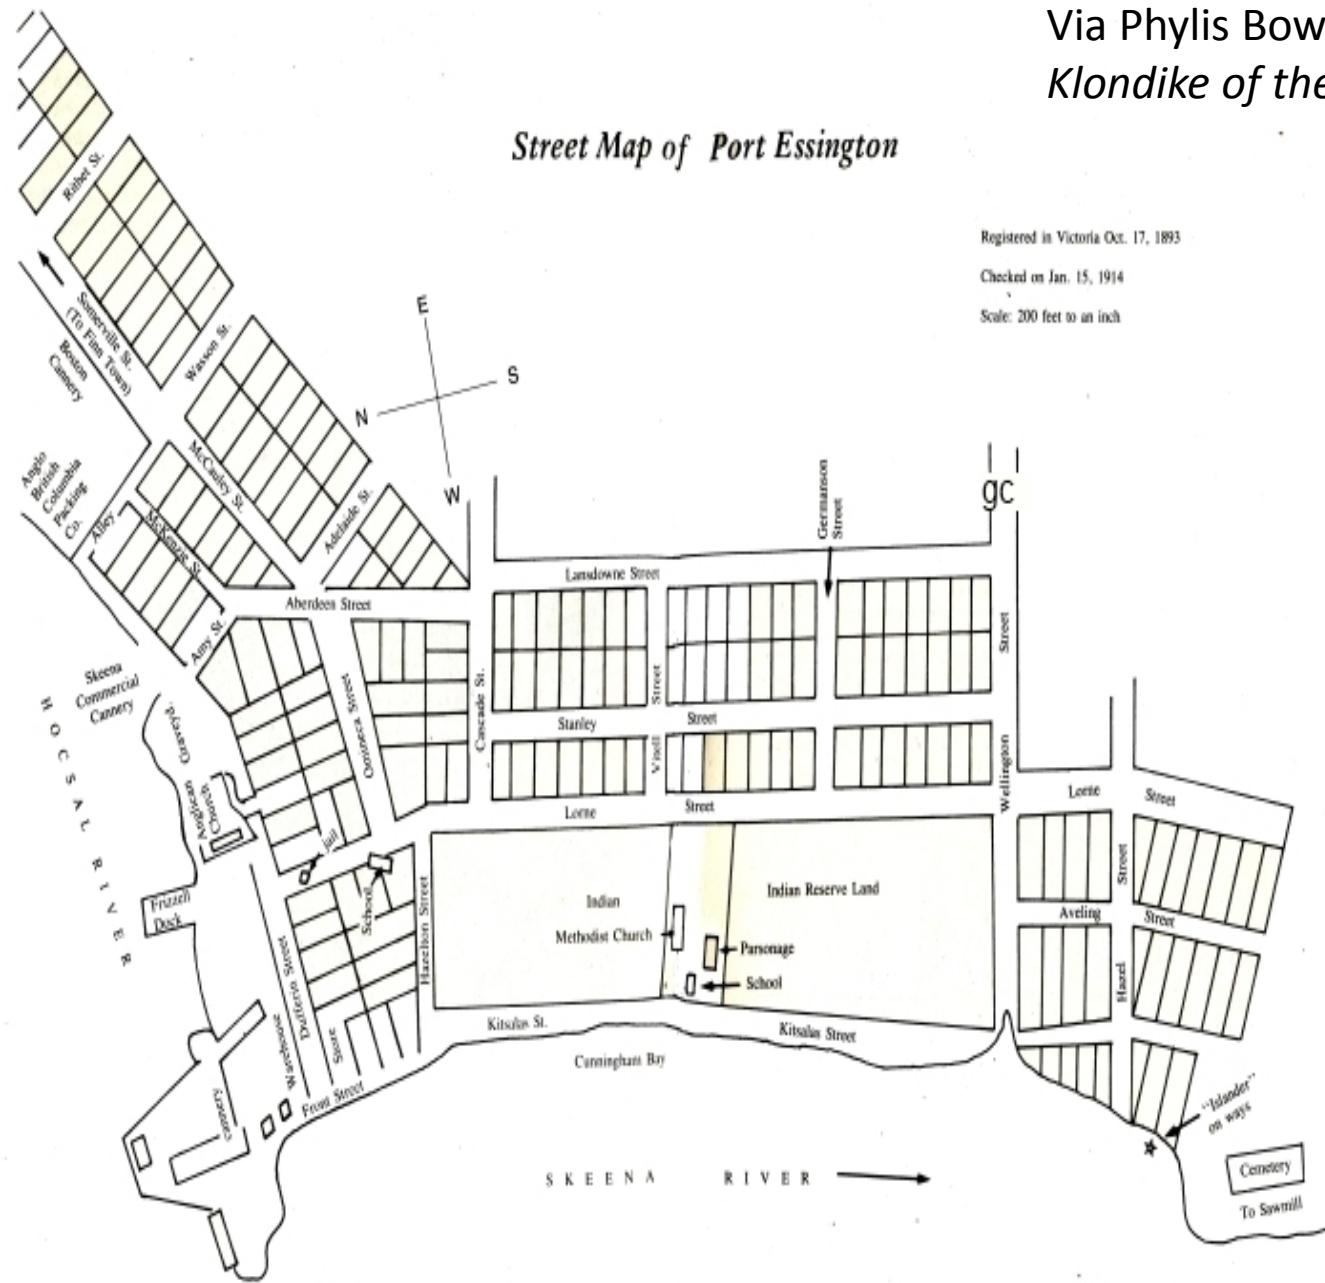 Via Phylis Bow
Klondike of the
Street Map of Port Essington
Registered in Victoria Oct. 17, 1893
Checked on Jan. 15, 1914
Scale: 200 feet to an inch
Rithet St.
Somerville St.
(To Finn Town)
Boston
Cannery
Wasson St.
E
S
N
W
Anglo
British
Columbia
Packing
Co.
Alley
McKenzie St.
McCauley St.
Adelaide St.
gc
Germanson
Street
Lansdowne Street
Aberdeen Street
Amy St.
Skeena
Commercial
Cannery
HOCSAL RIVER
Graveyd.
Anglican
Church
Omineca Street
Cascade St.
Stanley
Street
Vitell
Street
Lorne
Street
Wellington
Street
Lorne
Street
Jail
School
Frizzell
Dock
Hazelton Street
Indian
Methodist Church
Indian Reserve Land
Parsonage
School
Aveling
Street
Hazel
Street
Dufferin Street
Warehouse
Store
Front Street
Cannery
Kitsalas St.
Kitsalas Street
Cunningham Bay
SKEENA RIVER
"Islander"
on ways
Cemetery
To Sawmill